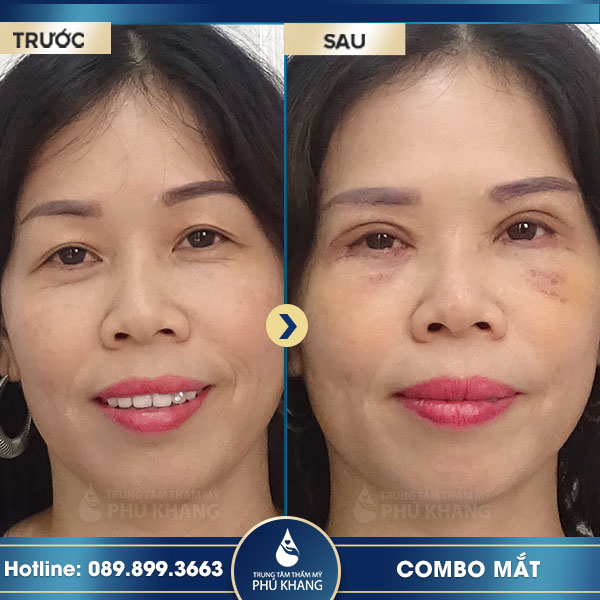 TRƯỚC
SAU
TRUNG TÂM THẨM MỸ
PHÚ KHANG
TRUNG TÂM THẨM MỸ
PHÚ KHANG
Hotline: 089.899.3663
TRUNG TÂM THẨM MỸ
PHÚ KHANG
COMBO MẮT